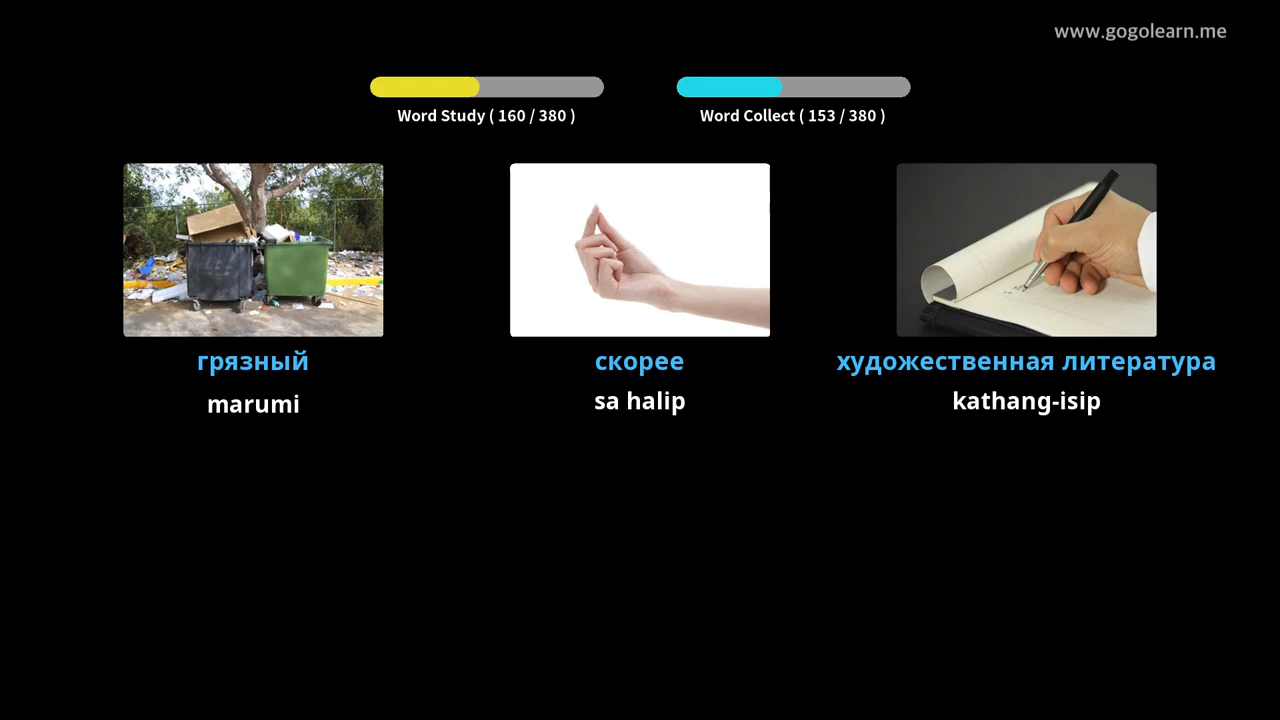 www.gogolearn.me
Word Study ( 160 / 380 )
Word Collect ( 153 / 380 )
грязный
marumi
скорее
sa halip
художественная литература
kathang-isip